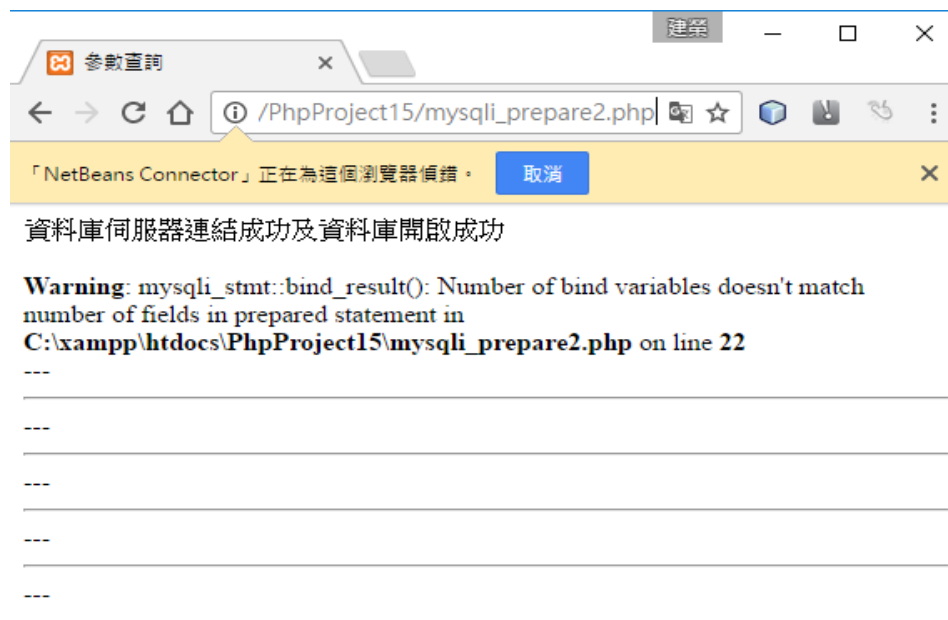 建榮
參數查詢
/PhpProject15/mysqli_prepare2.php
「NetBeans Connector」正在為這個瀏覽器偵錯。
取消
資料庫伺服器連結成功及資料庫開啟成功
Warning: mysqli_stmt::bind_result(): Number of bind variables doesn't match
number of fields in prepared statement in
C:\xampp\htdocs\PhpProject15\mysqli_prepare2.php on line 22
---
---
---
---
---